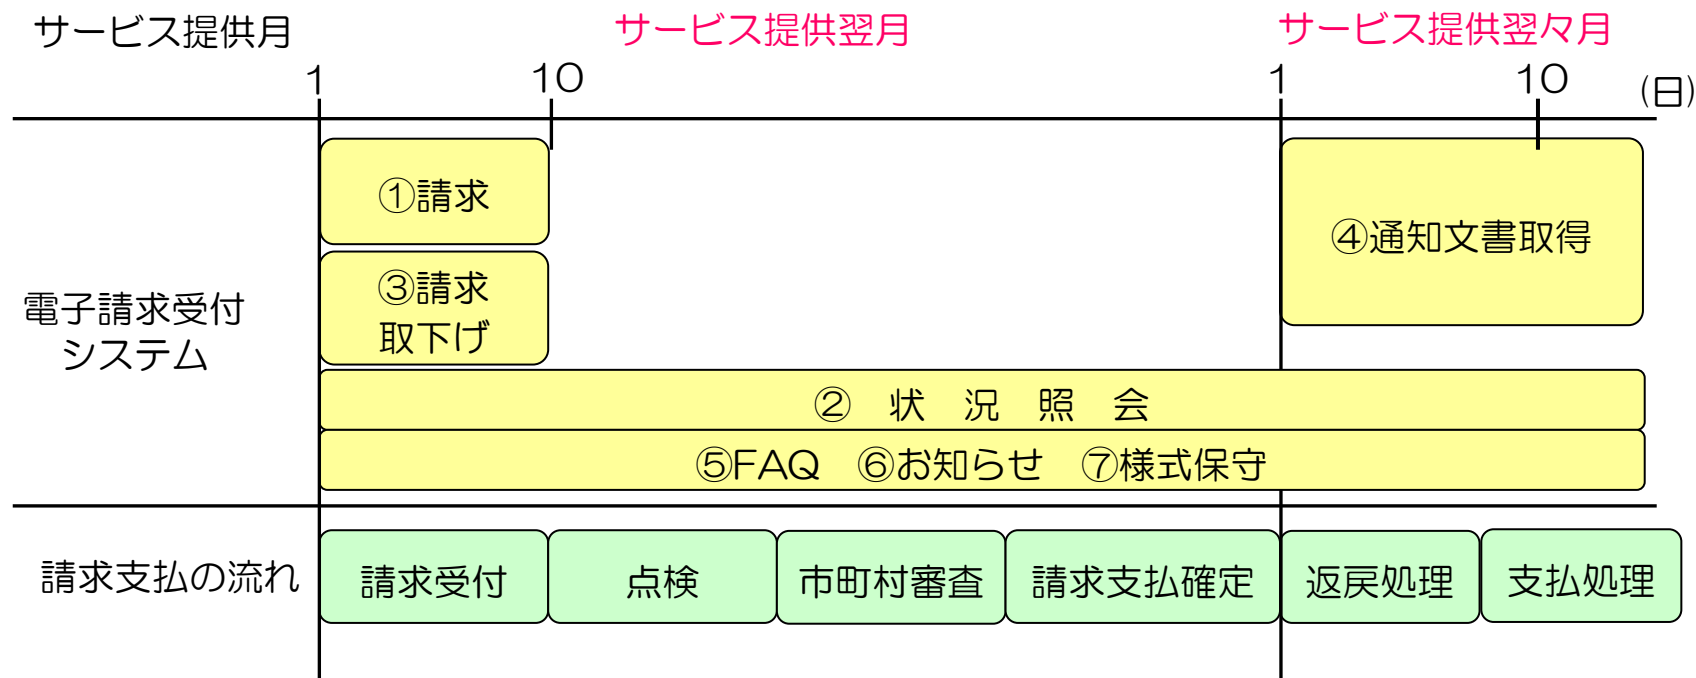 サービス提供月
サービス提供翌月
サービス提供翌々月
1
10
1
10
(日)
電子請求受付
システム
①請求
③請求
取下げ
④通知文書取得
② 状 況 照 会
⑤FAQ ⑥お知らせ ⑦様式保守
請求支払の流れ
請求受付
点検
市町村審査
請求支払確定
返戻処理
支払処理